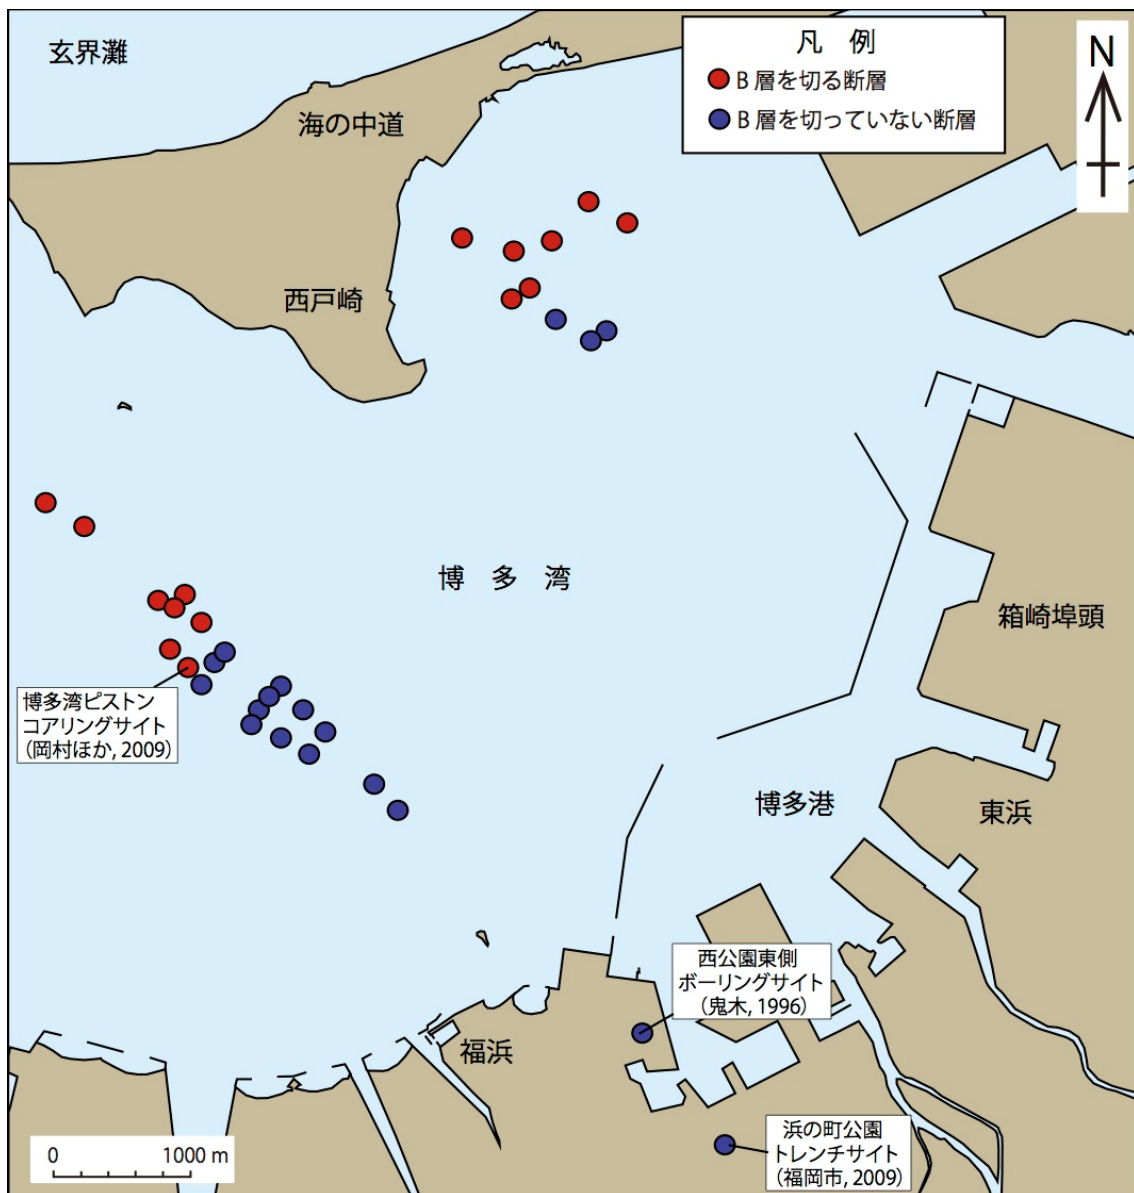 玄界灘
凡 例
B 層を切る断層
B 層を切っていない断層
N
海の中道
西戸崎
博 多 湾
箱崎埠頭
博多湾ピストン
コアリングサイト
（岡村ほか, 2009）
博多港
東浜
西公園東側
ボーリングサイト
（鬼木, 1996）
福浜
浜の町公園
トレンチサイト
（福岡市, 2009）
0 1000 m